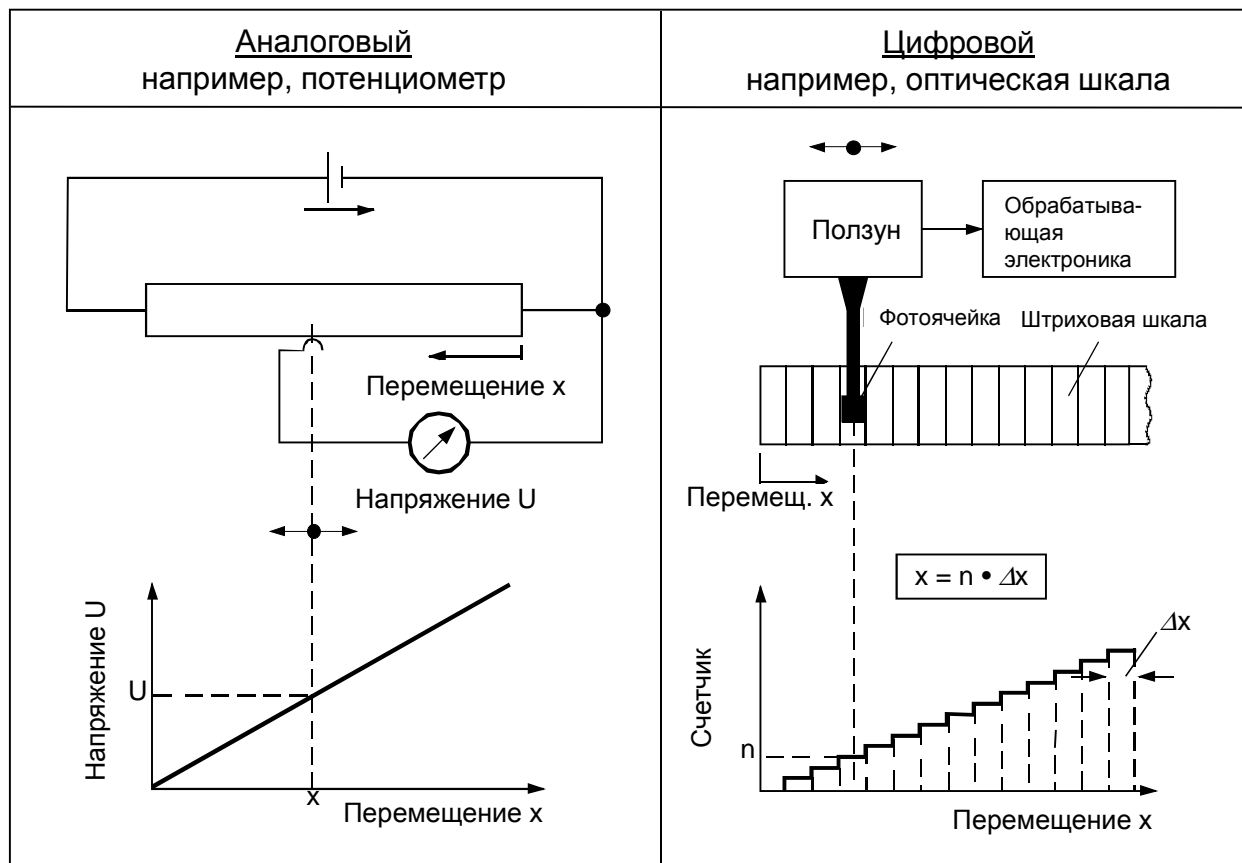 Аналоговый
например, потенциометр
Перемещение x
Напряжение U
Напряжение U
U
x
Перемещение x
Цифровой
например, оптическая шкала
Ползун
Обрабатыва-
ющая
электроника
Фотоячейка
Штриховая шкала
Перемещ. x
x = n • Δx
Δx
Счетчик
n
Перемещение x